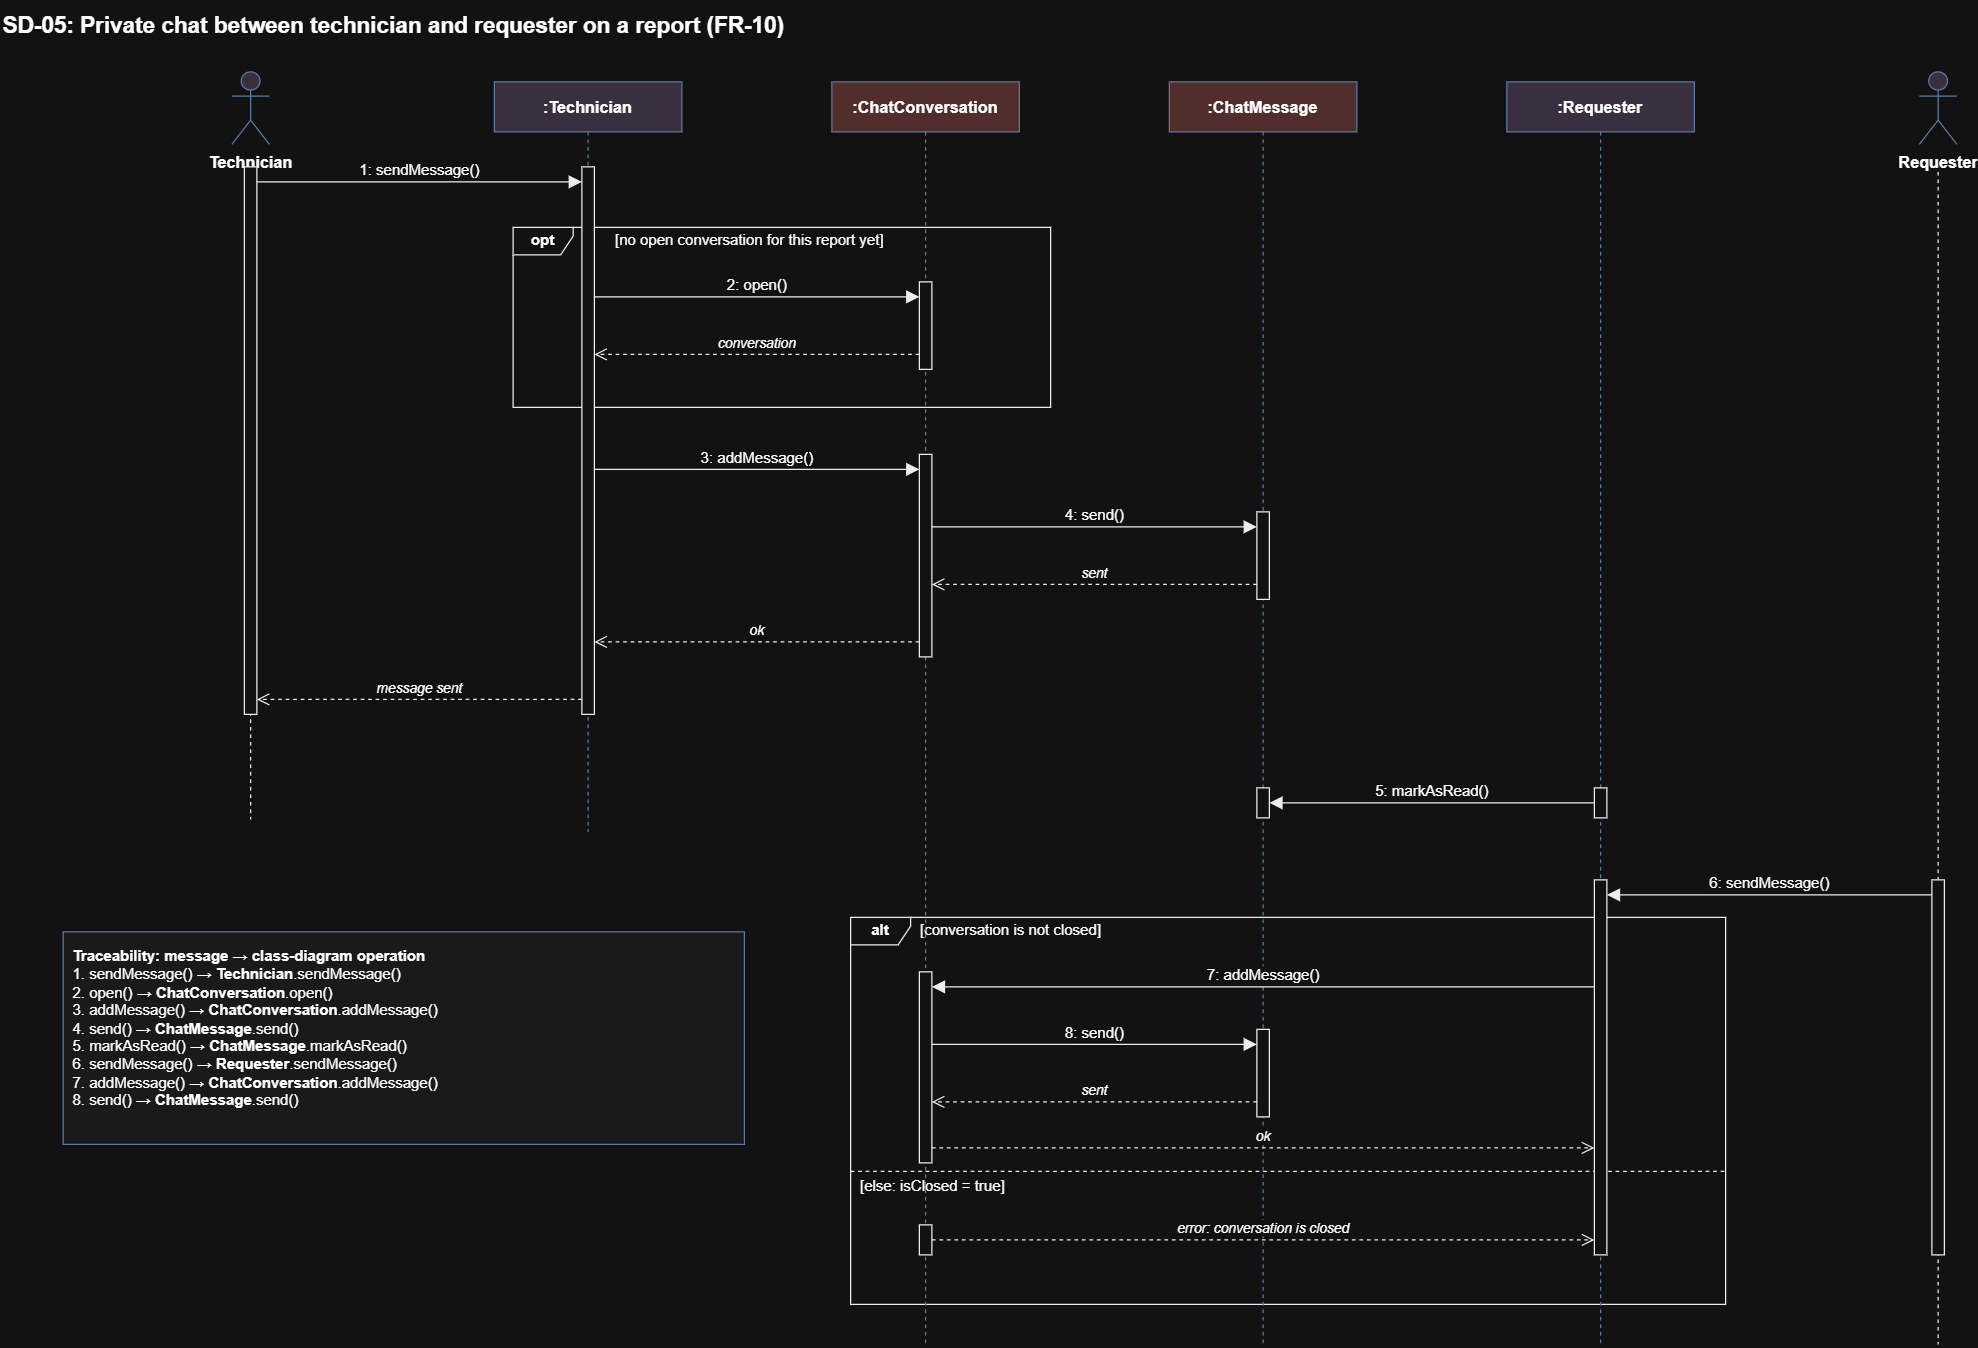 SD-05: Private chat between technician and requester on a report (FR-10)
:Technician
:ChatConversation
:ChatMessage
:Requester
Technician
Requester
1: sendMessage()
opt
[no open conversation for this report yet]
2: open()
conversation
3: addMessage()
4: send()
sent
ok
message sent
5: markAsRead()
6: sendMessage()
alt
[conversation is not closed]
7: addMessage()
8: send()
sent
ok
[else: isClosed = true]
error: conversation is closed
Traceability: message → class-diagram operation
1. sendMessage() → Technician.sendMessage()
2. open() → ChatConversation.open()
3. addMessage() → ChatConversation.addMessage()
4. send() → ChatMessage.send()
5. markAsRead() → ChatMessage.markAsRead()
6. sendMessage() → Requester.sendMessage()
7. addMessage() → ChatConversation.addMessage()
8. send() → ChatMessage.send()